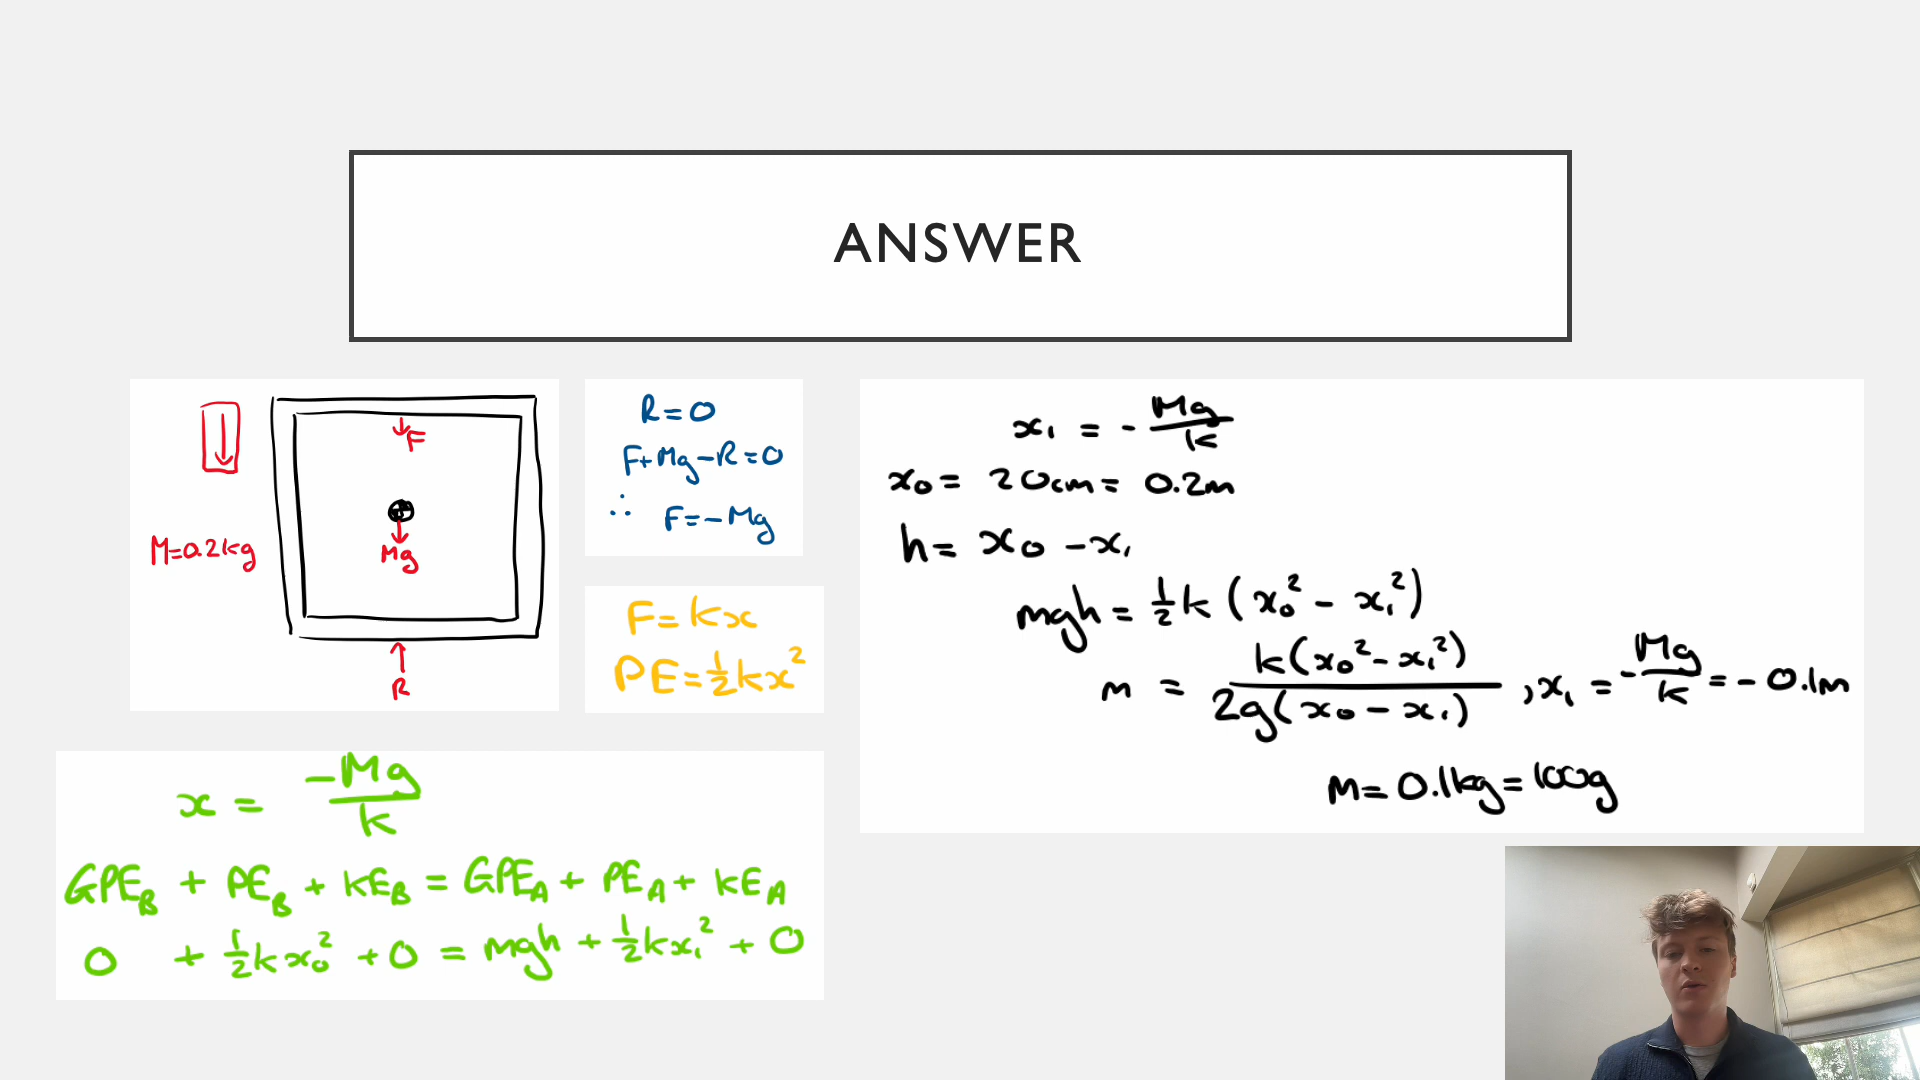 ANSWER
F
M=0.2kg
Mg
R
R=0
F+Mg-R=0
∴ F=-Mg
F=kx
PE=½kx²
x = -Mg/k
GPE_B + PE_B + KE_B = GPE_A + PE_A + KE_A
0 + ½kx₀² + 0 = mgh + ½kx₁² + 0
x₁ = -Mg/k
x₀= 20cm= 0.2m
h= x₀ -x₁
mgh = ½k(x₀² - x₁²)
m = k(x₀²-x₁²)/2g(x₀-x₁) , x₁ = -Mg/k = -0.1m
M= 0.1kg=100g